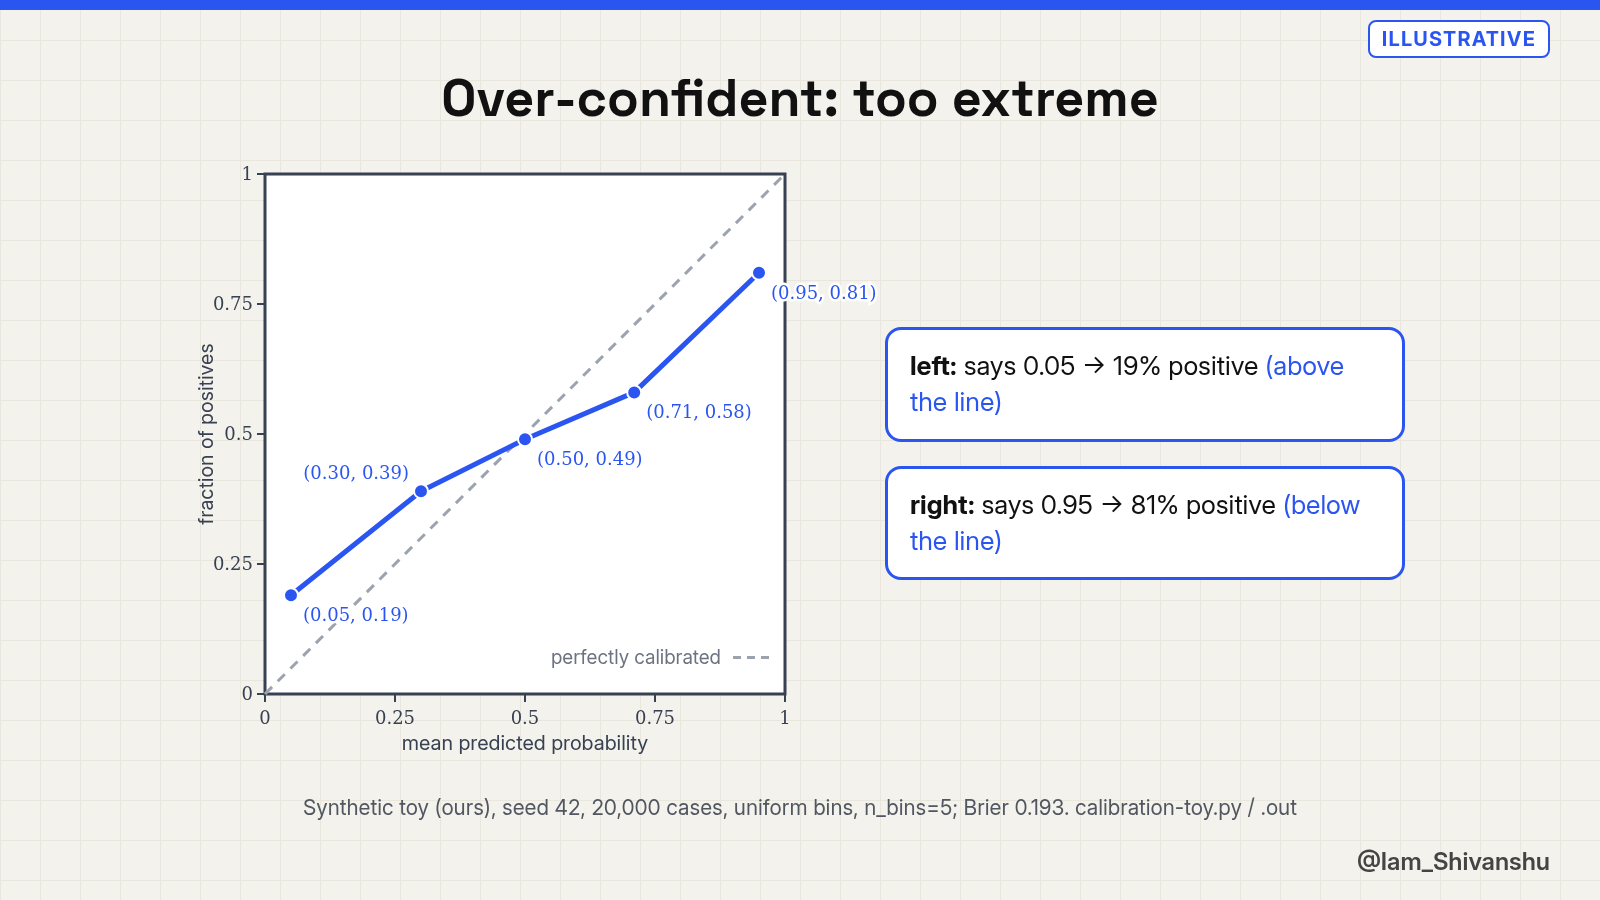 ILLUSTRATIVE
Over-confident: too extreme
1
0.75
0.5
0.25
0
fraction of positives
(0.95, 0.81)
(0.71, 0.58)
(0.50, 0.49)
(0.30, 0.39)
(0.05, 0.19)
perfectly calibrated
0 0.25 0.5 0.75 1
mean predicted probability
left: says 0.05 → 19% positive (above
the line)
right: says 0.95 → 81% positive (below
the line)
Synthetic toy (ours), seed 42, 20,000 cases, uniform bins, n_bins=5; Brier 0.193. calibration-toy.py / .out
@Iam_Shivanshu